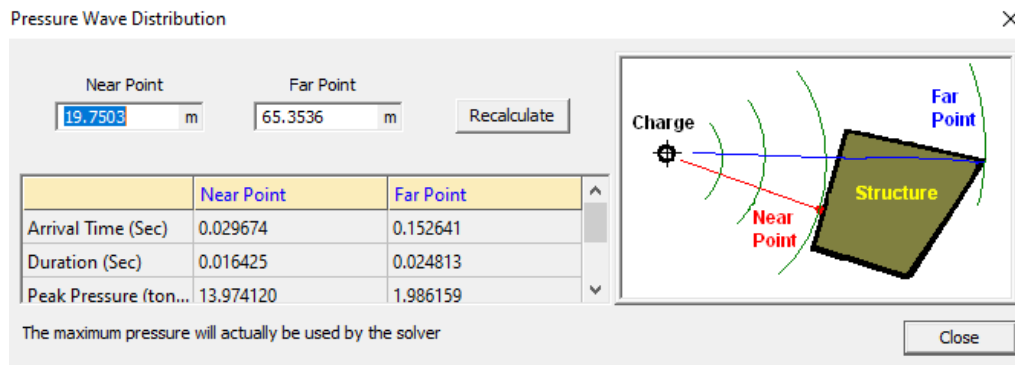 Pressure Wave Distribution
Near Point Far Point
19.7503 m 65.3536 m Recalculate
Charge
Far
Point
Structure
Near
Point
Near Point Far Point
Arrival Time (Sec) 0.029674 0.152641
Duration (Sec) 0.016425 0.024813
Peak Pressure (ton... 13.974120 1.986159
The maximum pressure will actually be used by the solver
Close